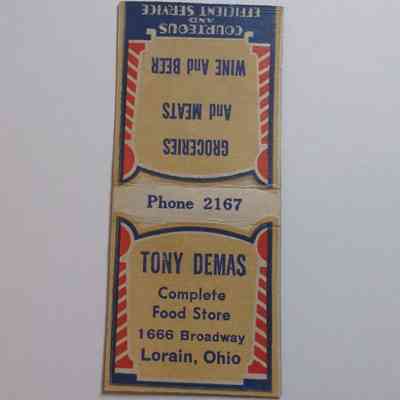 COURTEOUS
AND
EFFICIENT SERVICE
GROCERIES
And MEATS
WINE And BEER
Phone 2167
TONY DEMAS
Complete
Food Store
1666 Broadway
Lorain, Ohio